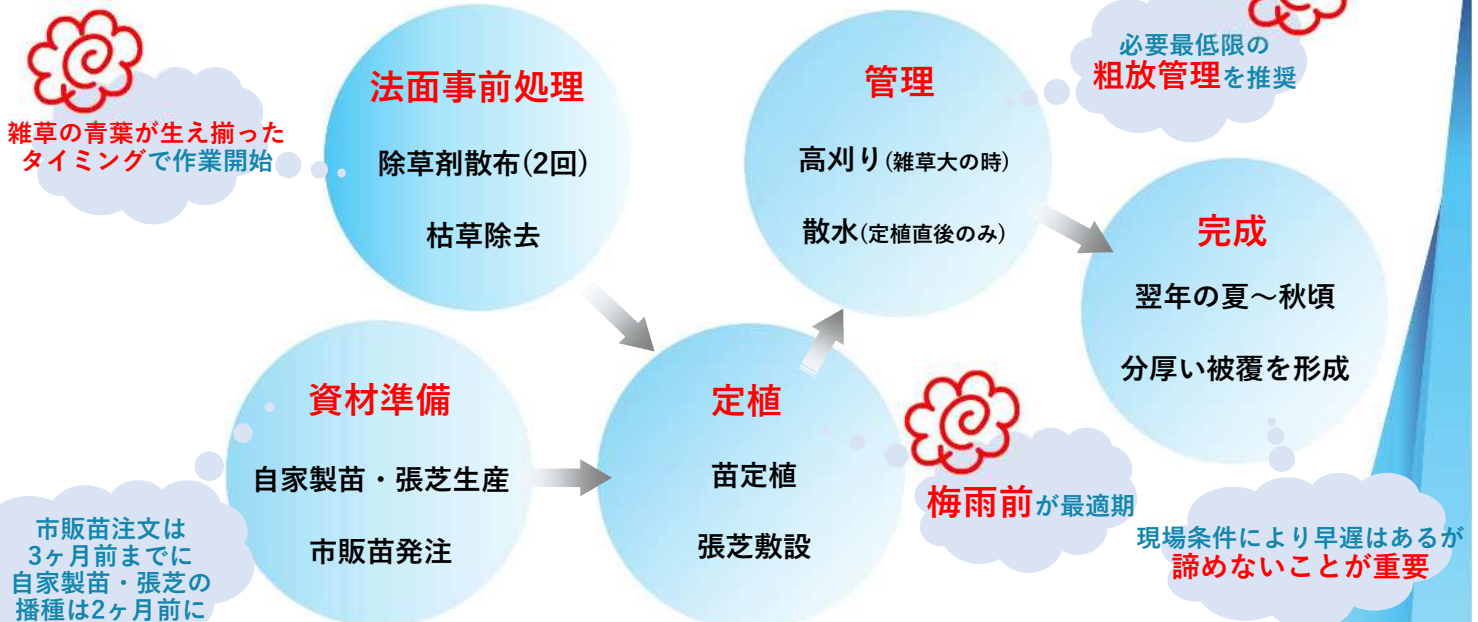 雑草の青葉が生え揃った
タイミングで作業開始
法面事前処理
除草剤散布(2回)
枯草除去
資材準備
自家製苗・張芝生産
市販苗発注
市販苗注文は
3ヶ月前までに
自家製苗・張芝の
播種は2ヶ月前に
定植
苗定植
張芝敷設
梅雨前が最適期
管理
高刈り(雑草大の時)
散水(定植直後のみ)
必要最低限の
粗放管理を推奨
完成
翌年の夏～秋頃
分厚い被覆を形成
現場条件により早遅はあるが
諦めないことが重要